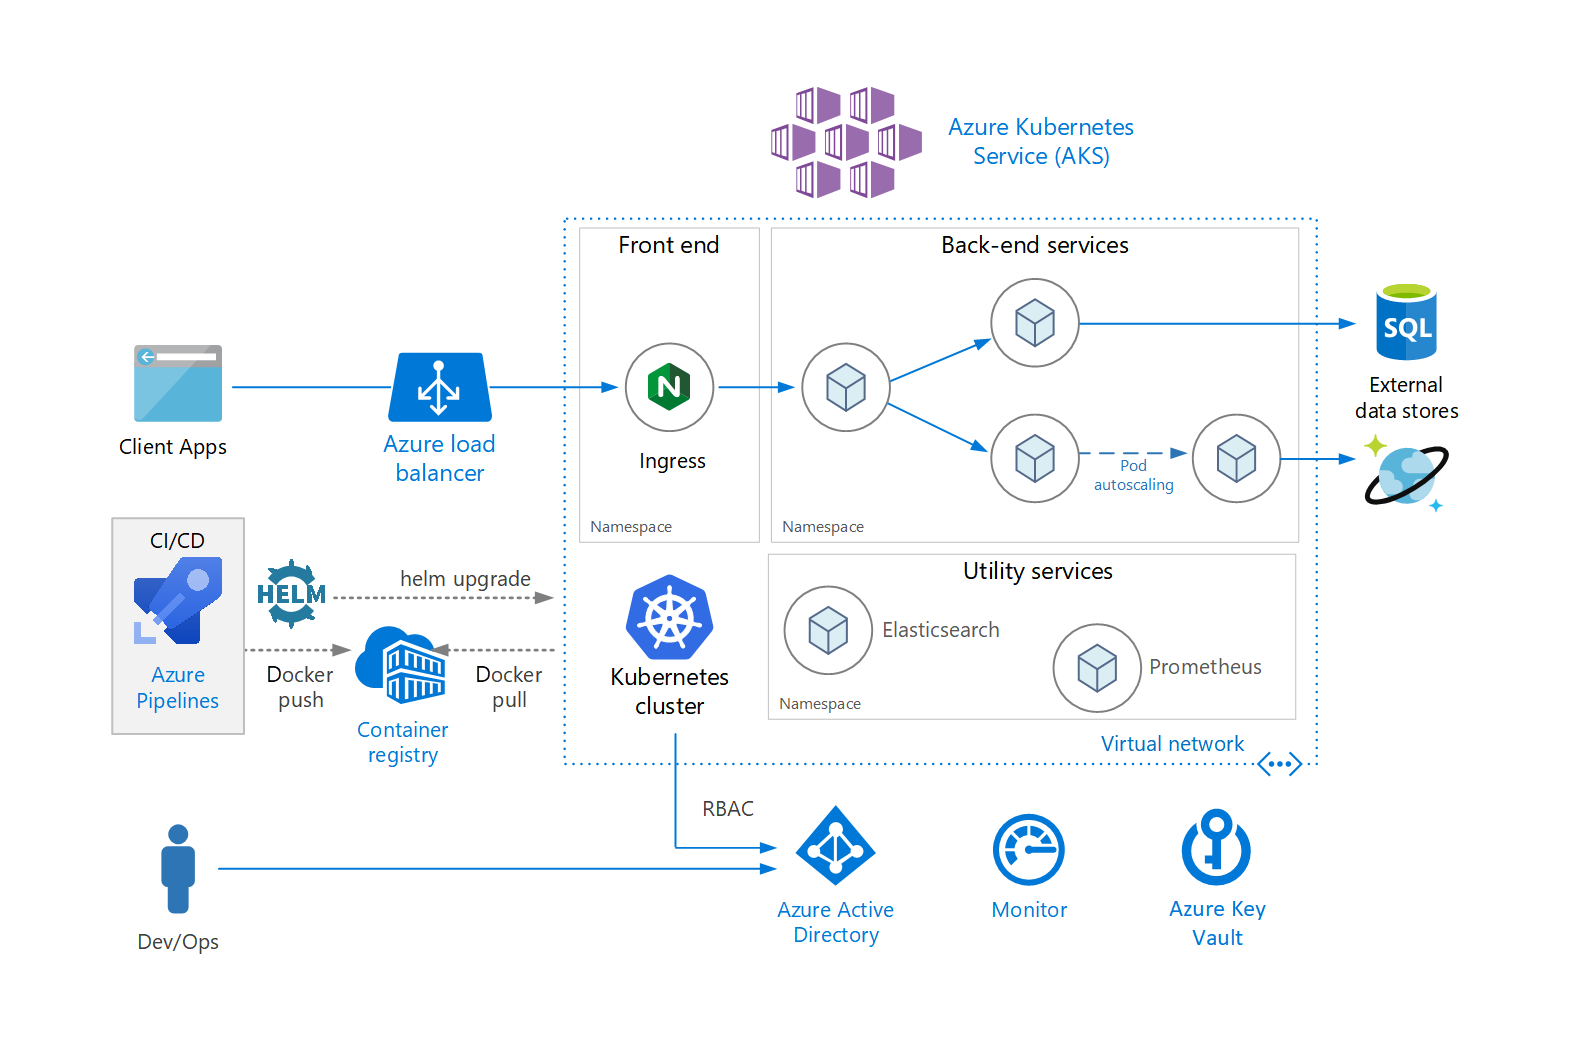 Azure Kubernetes
Service (AKS)
Front end
Back-end services
SQL
External
data stores
Client Apps
Azure load
balancer
N
Ingress
Pod
autoscaling
Namespace
Namespace
CI/CD
HELM
helm upgrade
Azure
Pipelines
Docker
push
Docker
pull
Container
registry
Kubernetes
cluster
Utility services
Elasticsearch
Prometheus
Namespace
Virtual network
RBAC
Dev/Ops
Azure Active
Directory
Monitor
Azure Key
Vault